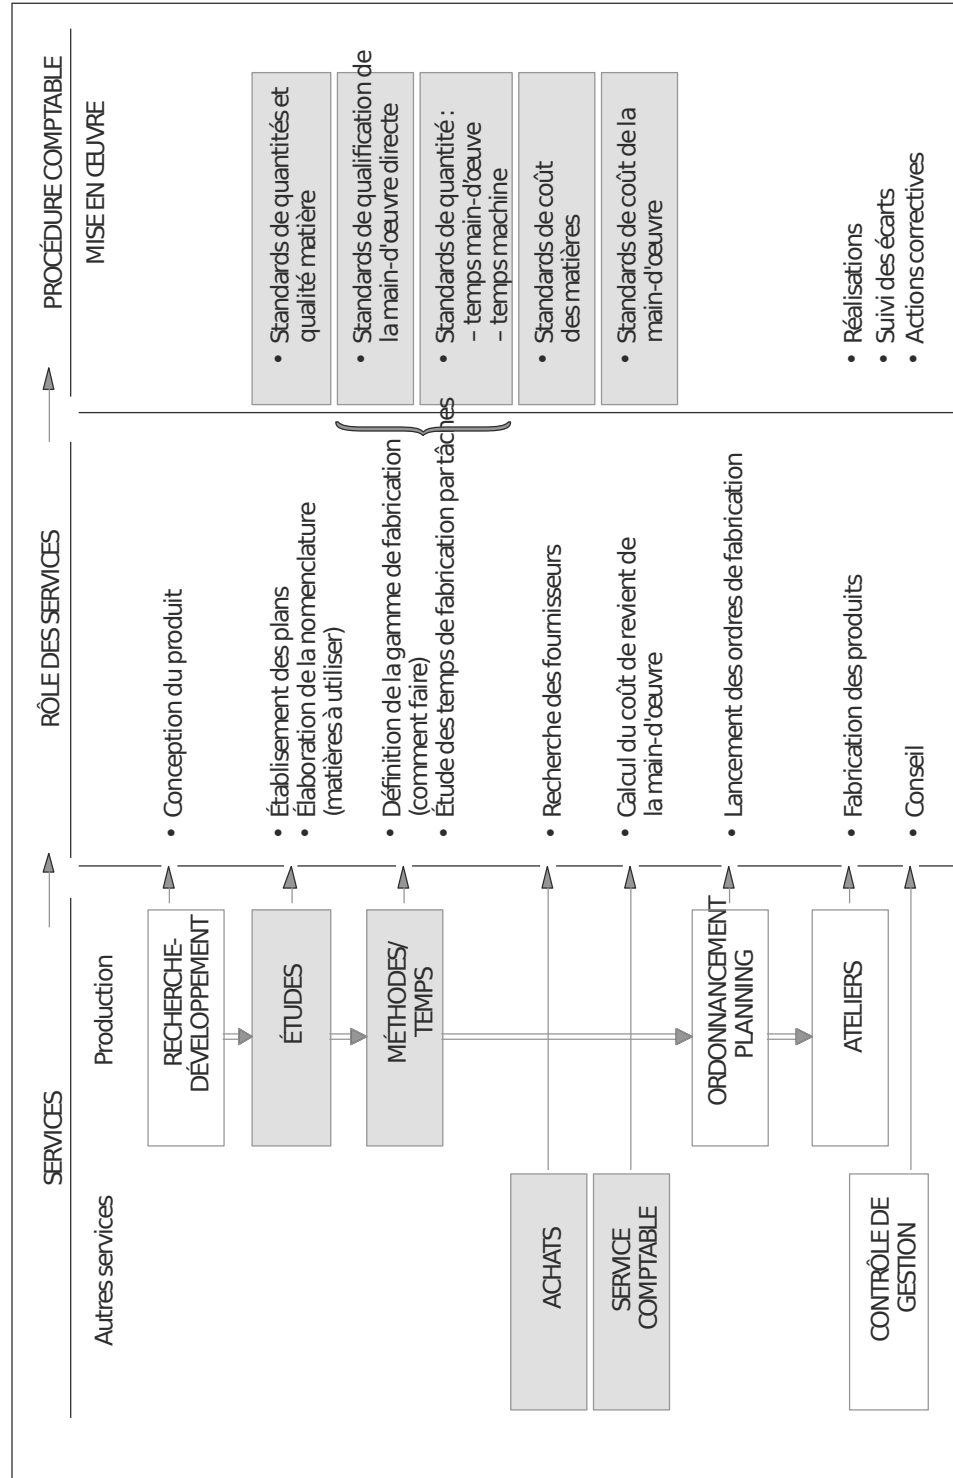 SERVICES
RÔLE DES SERVICES
PROCÉDURE COMPTABLE
Autres services
Production
MISE EN ŒUVRE
RECHERCHE-
DÉVELOPPEMENT
• Conception du produit
ÉTUDES
• Établisement des plans
• Élaboration de la nomenclature
(matières à utiliser)
• Standards de quantités et
qualité matière
MÉTHODES/
TEMPS
• Définition de la gamme de fabrication
(comment faire)
• Étude des temps de fabrication par tâches
• Standards de qualification de
la main-d'œuvre directe
• Standards de quantité :
– temps main-d'œuve
– temps machine
ACHATS
• Recherche des fournisseurs
• Standards de coût
des matières
SERVICE
COMPTABLE
• Calcul du coût de revient de
la main-d'œuvre
• Standards de coût de la
main-d'œuvre
ORDONNANCEMENT
PLANNING
• Lancement des ordres de fabrication
ATELIERS
• Fabrication des produits
• Réalisations
• Suivi des écarts
CONTRÔLE DE
GESTION
• Conseil
• Actions correctives